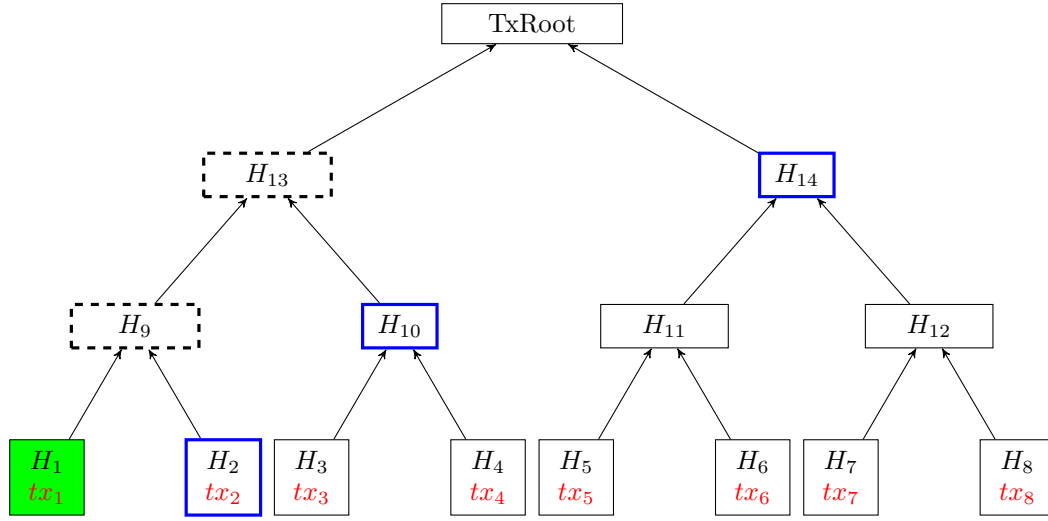 TxRoot
H₁₃
H₁₄
H₉
H₁₀
H₁₁
H₁₂
H₁
tx₁
H₂
tx₂
H₃
tx₃
H₄
tx₄
H₅
tx₅
H₆
tx₆
H₇
tx₇
H₈
tx₈